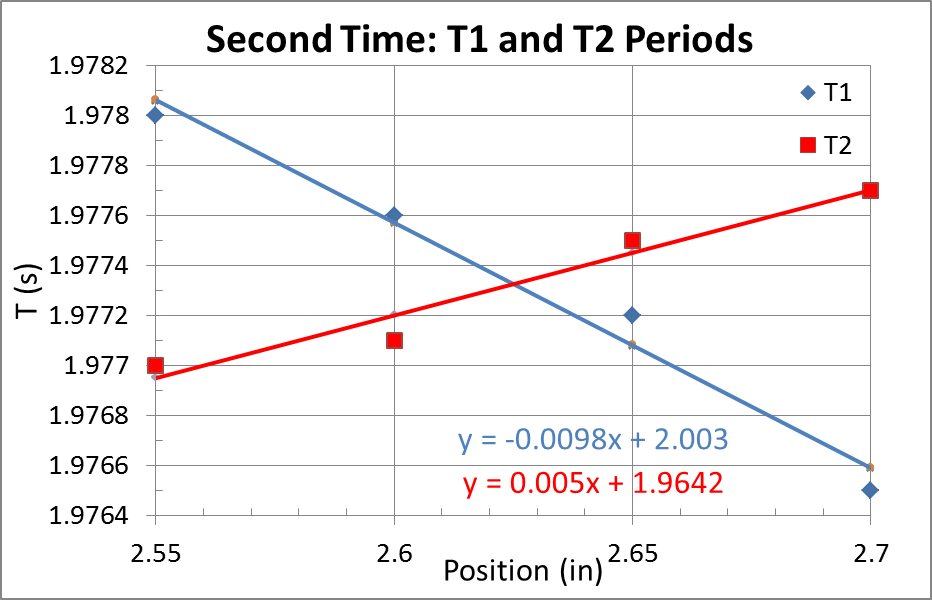 Second Time: T1 and T2 Periods
1.9782
1.978
1.9778
1.9776
1.9774
1.9772
1.977
1.9768
1.9766
1.9764
T (s)
T1
T2
y = -0.0098x + 2.003
y = 0.005x + 1.9642
2.55
2.6
2.65
2.7
Position (in)